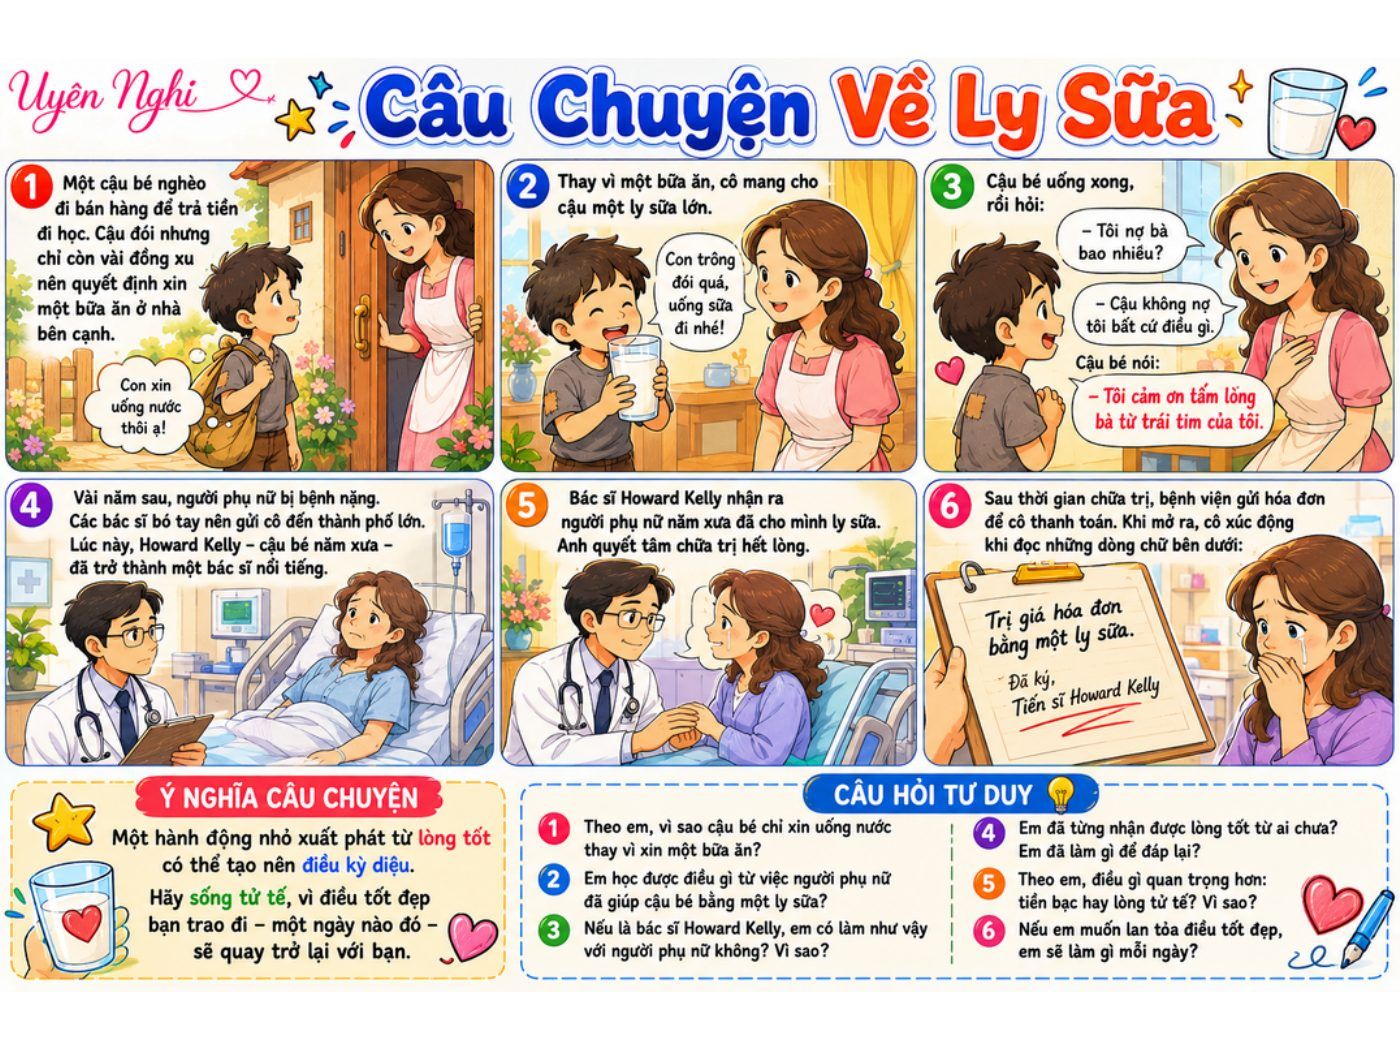 Uyên Nghi
Câu Chuyện Về Ly Sữa
1
Một cậu bé nghèo
đi bán hàng để trả tiền
đi học. Cậu đói nhưng
chỉ còn vài đồng xu
nên quyết định xin
một bữa ăn ở nhà
bên cạnh.
Con xin
uống nước
thôi ạ!
2
Thay vì một bữa ăn, cô mang cho
cậu một ly sữa lớn.
Con trông
đói quá,
uống sữa
đi nhé!
3
Cậu bé uống xong,
rồi hỏi:
– Tôi nợ bà
bao nhiêu?
– Cậu không nợ
tôi bất cứ điều gì.
Cậu bé nói:
– Tôi cảm ơn tấm lòng
bà từ trái tim của tôi.
4
Vài năm sau, người phụ nữ bị bệnh nặng.
Các bác sĩ bó tay nên gửi cô đến thành phố lớn.
Lúc này, Howard Kelly – cậu bé năm xưa –
đã trở thành một bác sĩ nổi tiếng.
5
Bác sĩ Howard Kelly nhận ra
người phụ nữ năm xưa đã cho mình ly sữa.
Anh quyết tâm chữa trị hết lòng.
6
Sau thời gian chữa trị, bệnh viện gửi hóa đơn
để cô thanh toán. Khi mở ra, cô xúc động
khi đọc những dòng chữ bên dưới:
Trị giá hóa đơn
bằng một ly sữa.
Đã ký,
Tiến sĩ Howard Kelly
Ý NGHĨA CÂU CHUYỆN
Một hành động nhỏ xuất phát từ lòng tốt
có thể tạo nên điều kỳ diệu.
Hãy sống tử tế, vì điều tốt đẹp
bạn trao đi – một ngày nào đó –
sẽ quay trở lại với bạn.
CÂU HỎI TƯ DUY
1 Theo em, vì sao cậu bé chỉ xin uống nước
thay vì xin một bữa ăn?
2 Em học được điều gì từ việc người phụ nữ
đã giúp cậu bé bằng một ly sữa?
3 Nếu là bác sĩ Howard Kelly, em có làm như vậy
với người phụ nữ không? Vì sao?
4 Em đã từng nhận được lòng tốt từ ai chưa?
Em đã làm gì để đáp lại?
5 Theo em, điều gì quan trọng hơn:
tiền bạc hay lòng tử tế? Vì sao?
6 Nếu em muốn lan tỏa điều tốt đẹp,
em sẽ làm gì mỗi ngày?